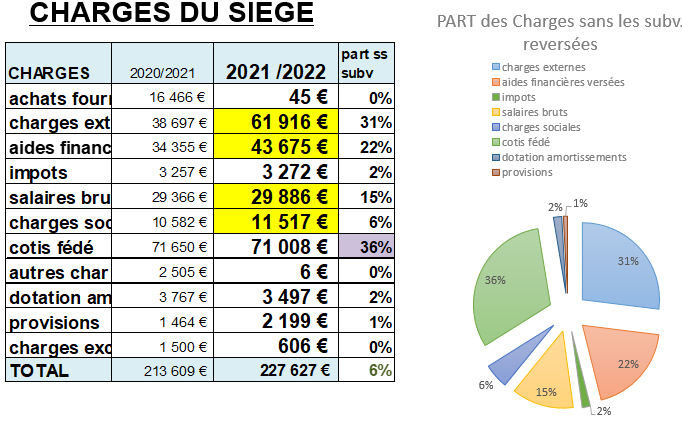 CHARGES DU SIEGE
CHARGES 2020/2021 2021 /2022 part ss subv
achats fourn 16 466 € 45 € 0%
charges ext 38 697 € 61 916 € 31%
aides financ 34 355 € 43 675 € 22%
impots 3 257 € 3 272 € 2%
salaires bru 29 366 € 29 886 € 15%
charges soc 10 582 € 11 517 € 6%
cotis fédé 71 650 € 71 008 € 36%
autres char 2 505 € 6 € 0%
dotation am 3 767 € 3 497 € 2%
provisions 1 464 € 2 199 € 1%
charges exc 1 500 € 606 € 0%
TOTAL 213 609 € 227 627 € 6%
PART des Charges sans les subv.
reversées
charges externes
aides financières versées
impots
salaires bruts
charges sociales
cotis fédé
dotation amortissements
provisions
2%
1%
31%
36%
22%
6%
15%
2%